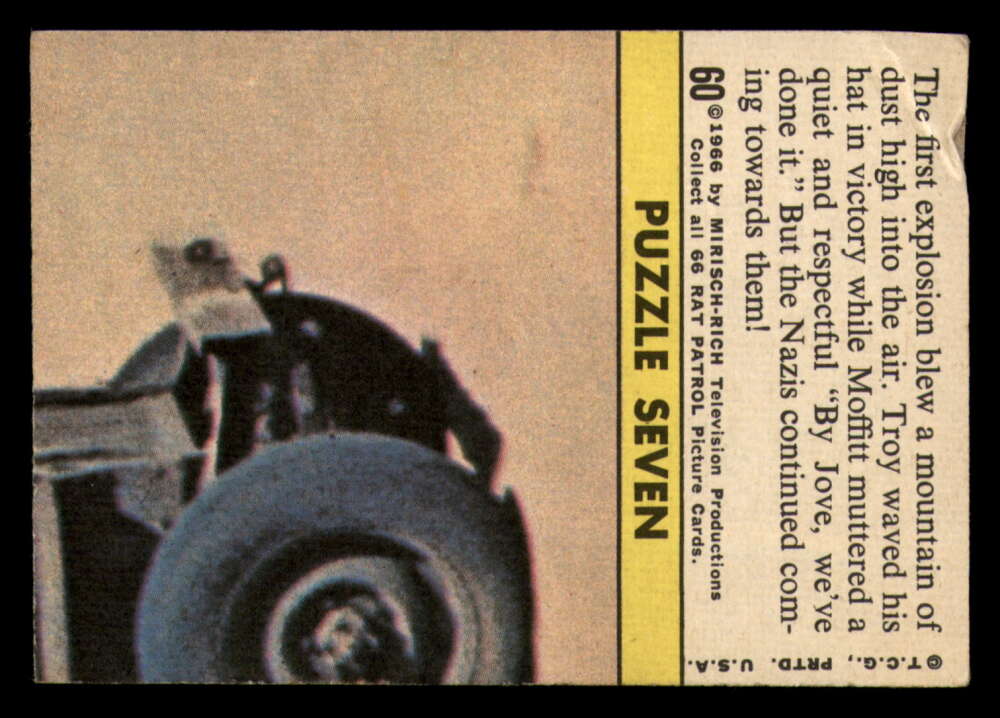 The first explosion blew a mountain of
dust high into the air. Troy waved his
hat in victory while Moffitt muttered a
quiet and respectful “By Jove, we’ve
done it.” But the Nazis continued com-
ing towards them!
60 ©1966 by MIRISCH-RICH Television Productions
Collect all 66 RAT PATROL Picture Cards.
© T.C.G., PRTD. U.S.A.
PUZZLE SEVEN